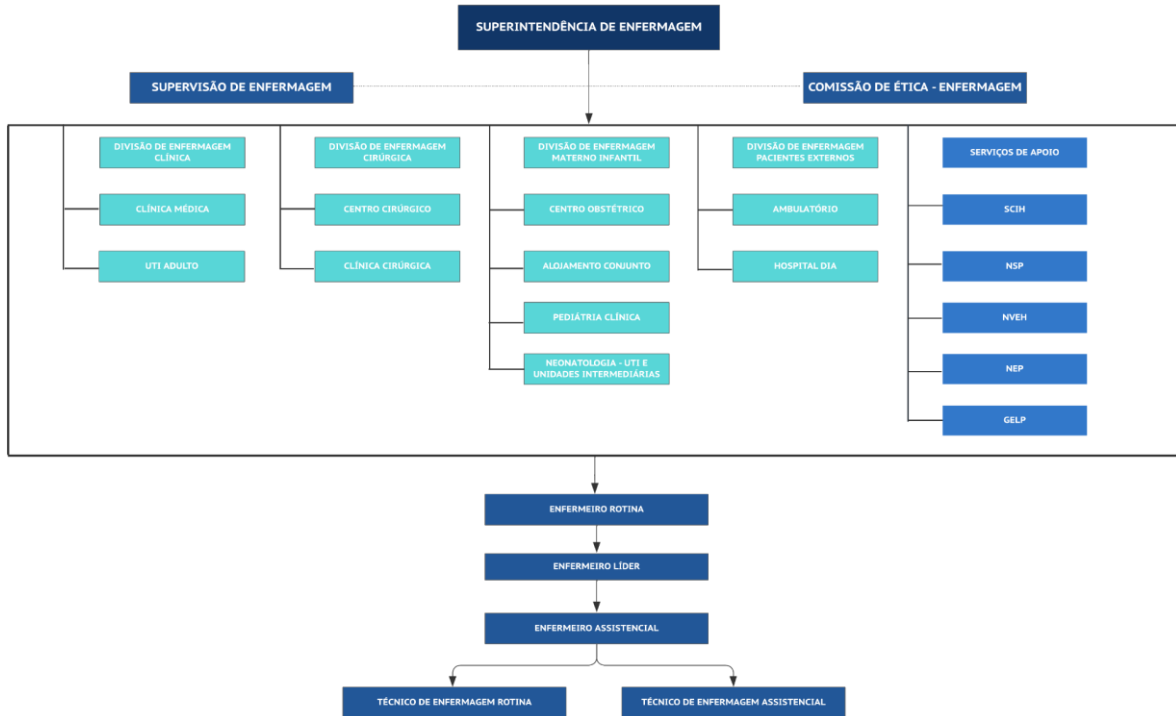 SUPERINTENDÊNCIA DE ENFERMAGEM
SUPERVISÃO DE ENFERMAGEM
COMISSÃO DE ÉTICA - ENFERMAGEM
DIVISÃO DE ENFERMAGEM
CLÍNICA
CLÍNICA MÉDICA
UTI ADULTO
DIVISÃO DE ENFERMAGEM
CIRÚRGICA
CENTRO CIRÚRGICO
CLÍNICA CIRÚRGICA
DIVISÃO DE ENFERMAGEM
MATERNO INFANTIL
CENTRO OBSTÉTRICO
ALOJAMENTO CONJUNTO
PEDIÁTRIA CLÍNICA
NEONATOLOGIA - UTI E
UNIDADES INTERMEDIÁRIAS
DIVISÃO DE ENFERMAGEM
PACIENTES EXTERNOS
AMBULATÓRIO
HOSPITAL DIA
SERVIÇOS DE APOIO
SCIH
NSP
NVEH
NEP
GELP
ENFERMEIRO ROTINA
ENFERMEIRO LÍDER
ENFERMEIRO ASSISTENCIAL
TÉCNICO DE ENFERMAGEM ROTINA
TÉCNICO DE ENFERMAGEM ASSISTENCIAL